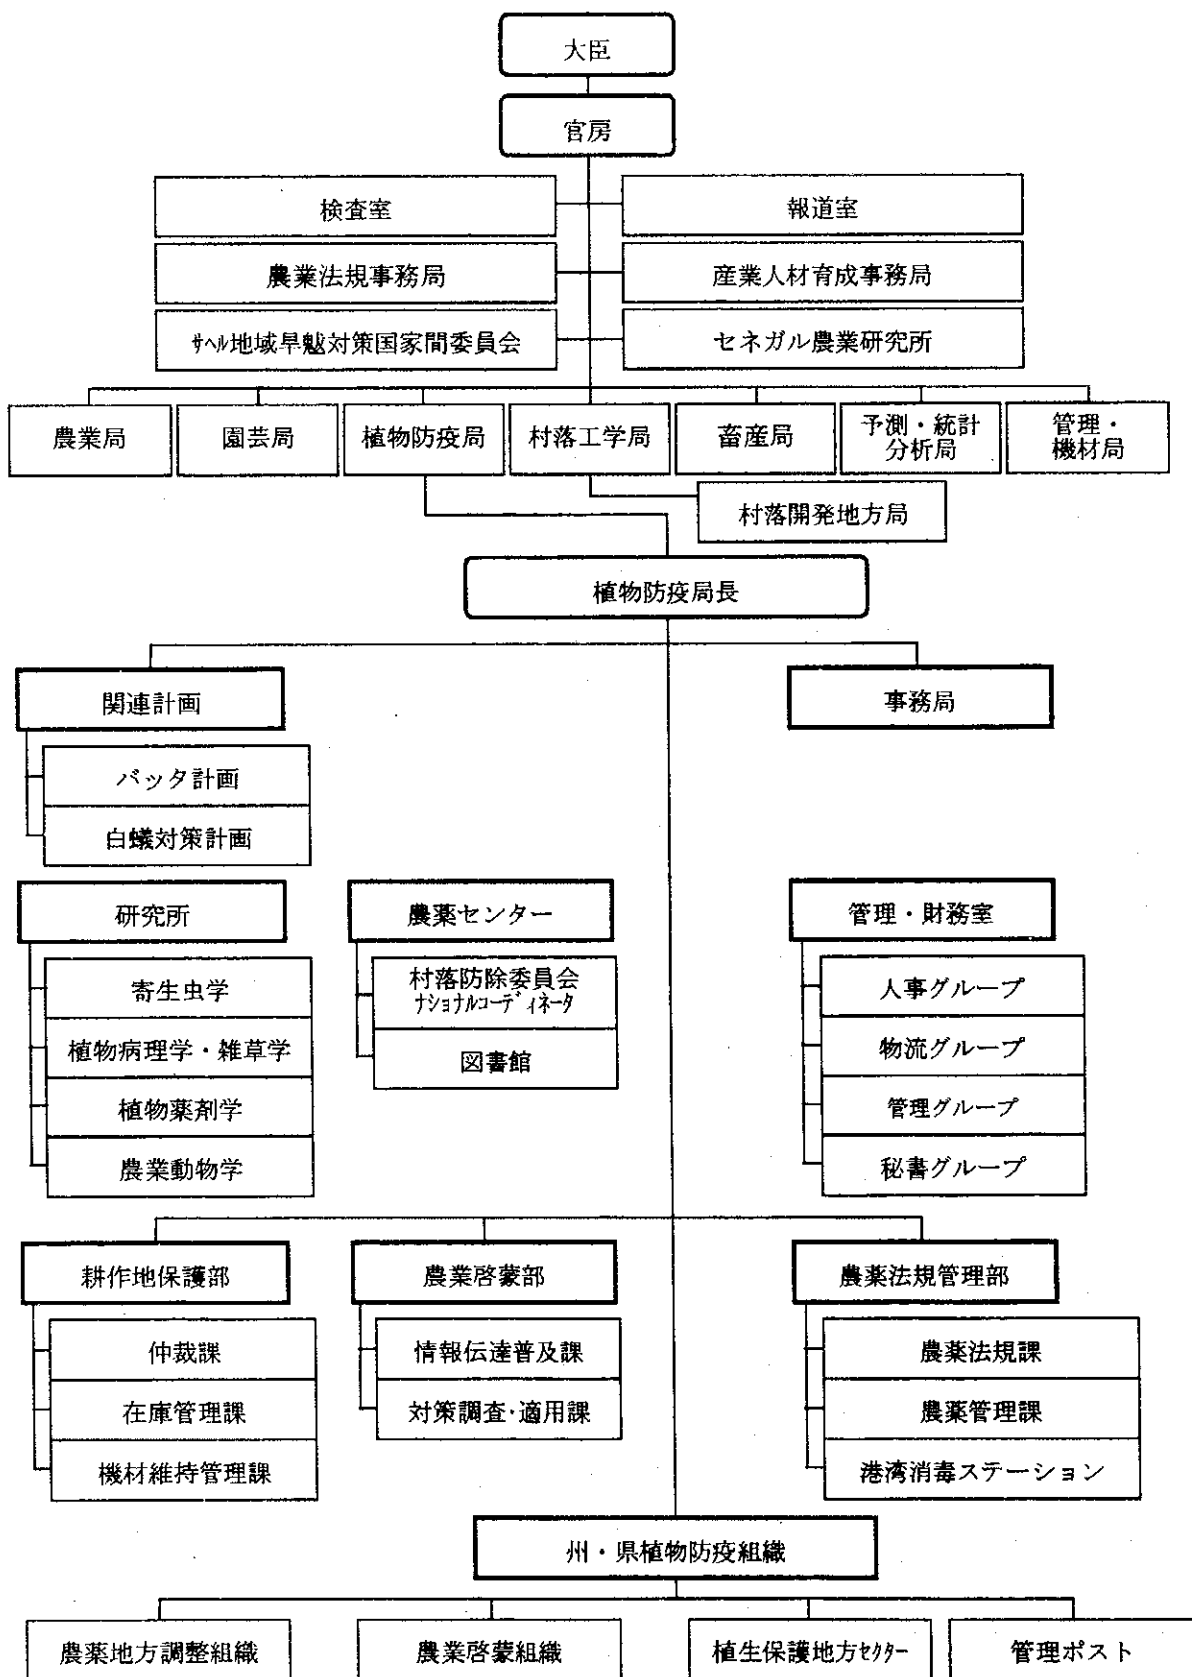 大臣
官房
検査室
報道室
農業法規事務局
産業人材育成事務局
ｻﾍﾙ地域旱魃対策国家間委員会
セネガル農業研究所
農業局
園芸局
植物防疫局
村落工学局
畜産局
予測・統計
分析局
管理・
機材局
村落開発地方局
植物防疫局長
関連計画
事務局
バッタ計画
白蟻対策計画
研究所
農薬センター
管理・財務室
寄生虫学
植物病理学・雑草学
植物薬剤学
農業動物学
村落防除委員会
ﾅｼｮﾅﾙｺｰﾃﾞｨﾈｰﾀ
図書館
人事グループ
物流グループ
管理グループ
秘書グループ
耕作地保護部
農業啓蒙部
農薬法規管理部
仲裁課
在庫管理課
機材維持管理課
情報伝達普及課
対策調査･適用課
農薬法規課
農薬管理課
港湾消毒ステーション
州・県植物防疫組織
農薬地方調整組織
農業啓蒙組織
植生保護地方ｾｸﾀー
管理ポスト